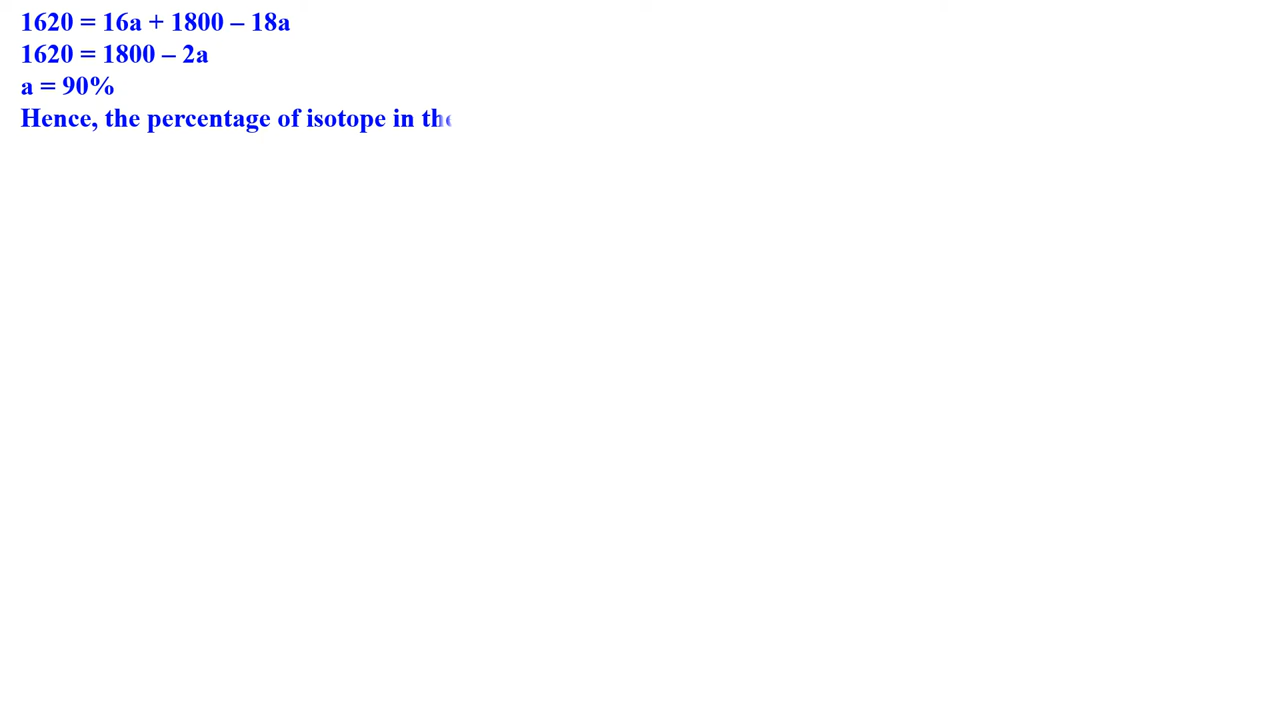 1620 = 16a + 1800 – 18a
1620 = 1800 – 2a
a = 90%
Hence, the percentage of isotope in the